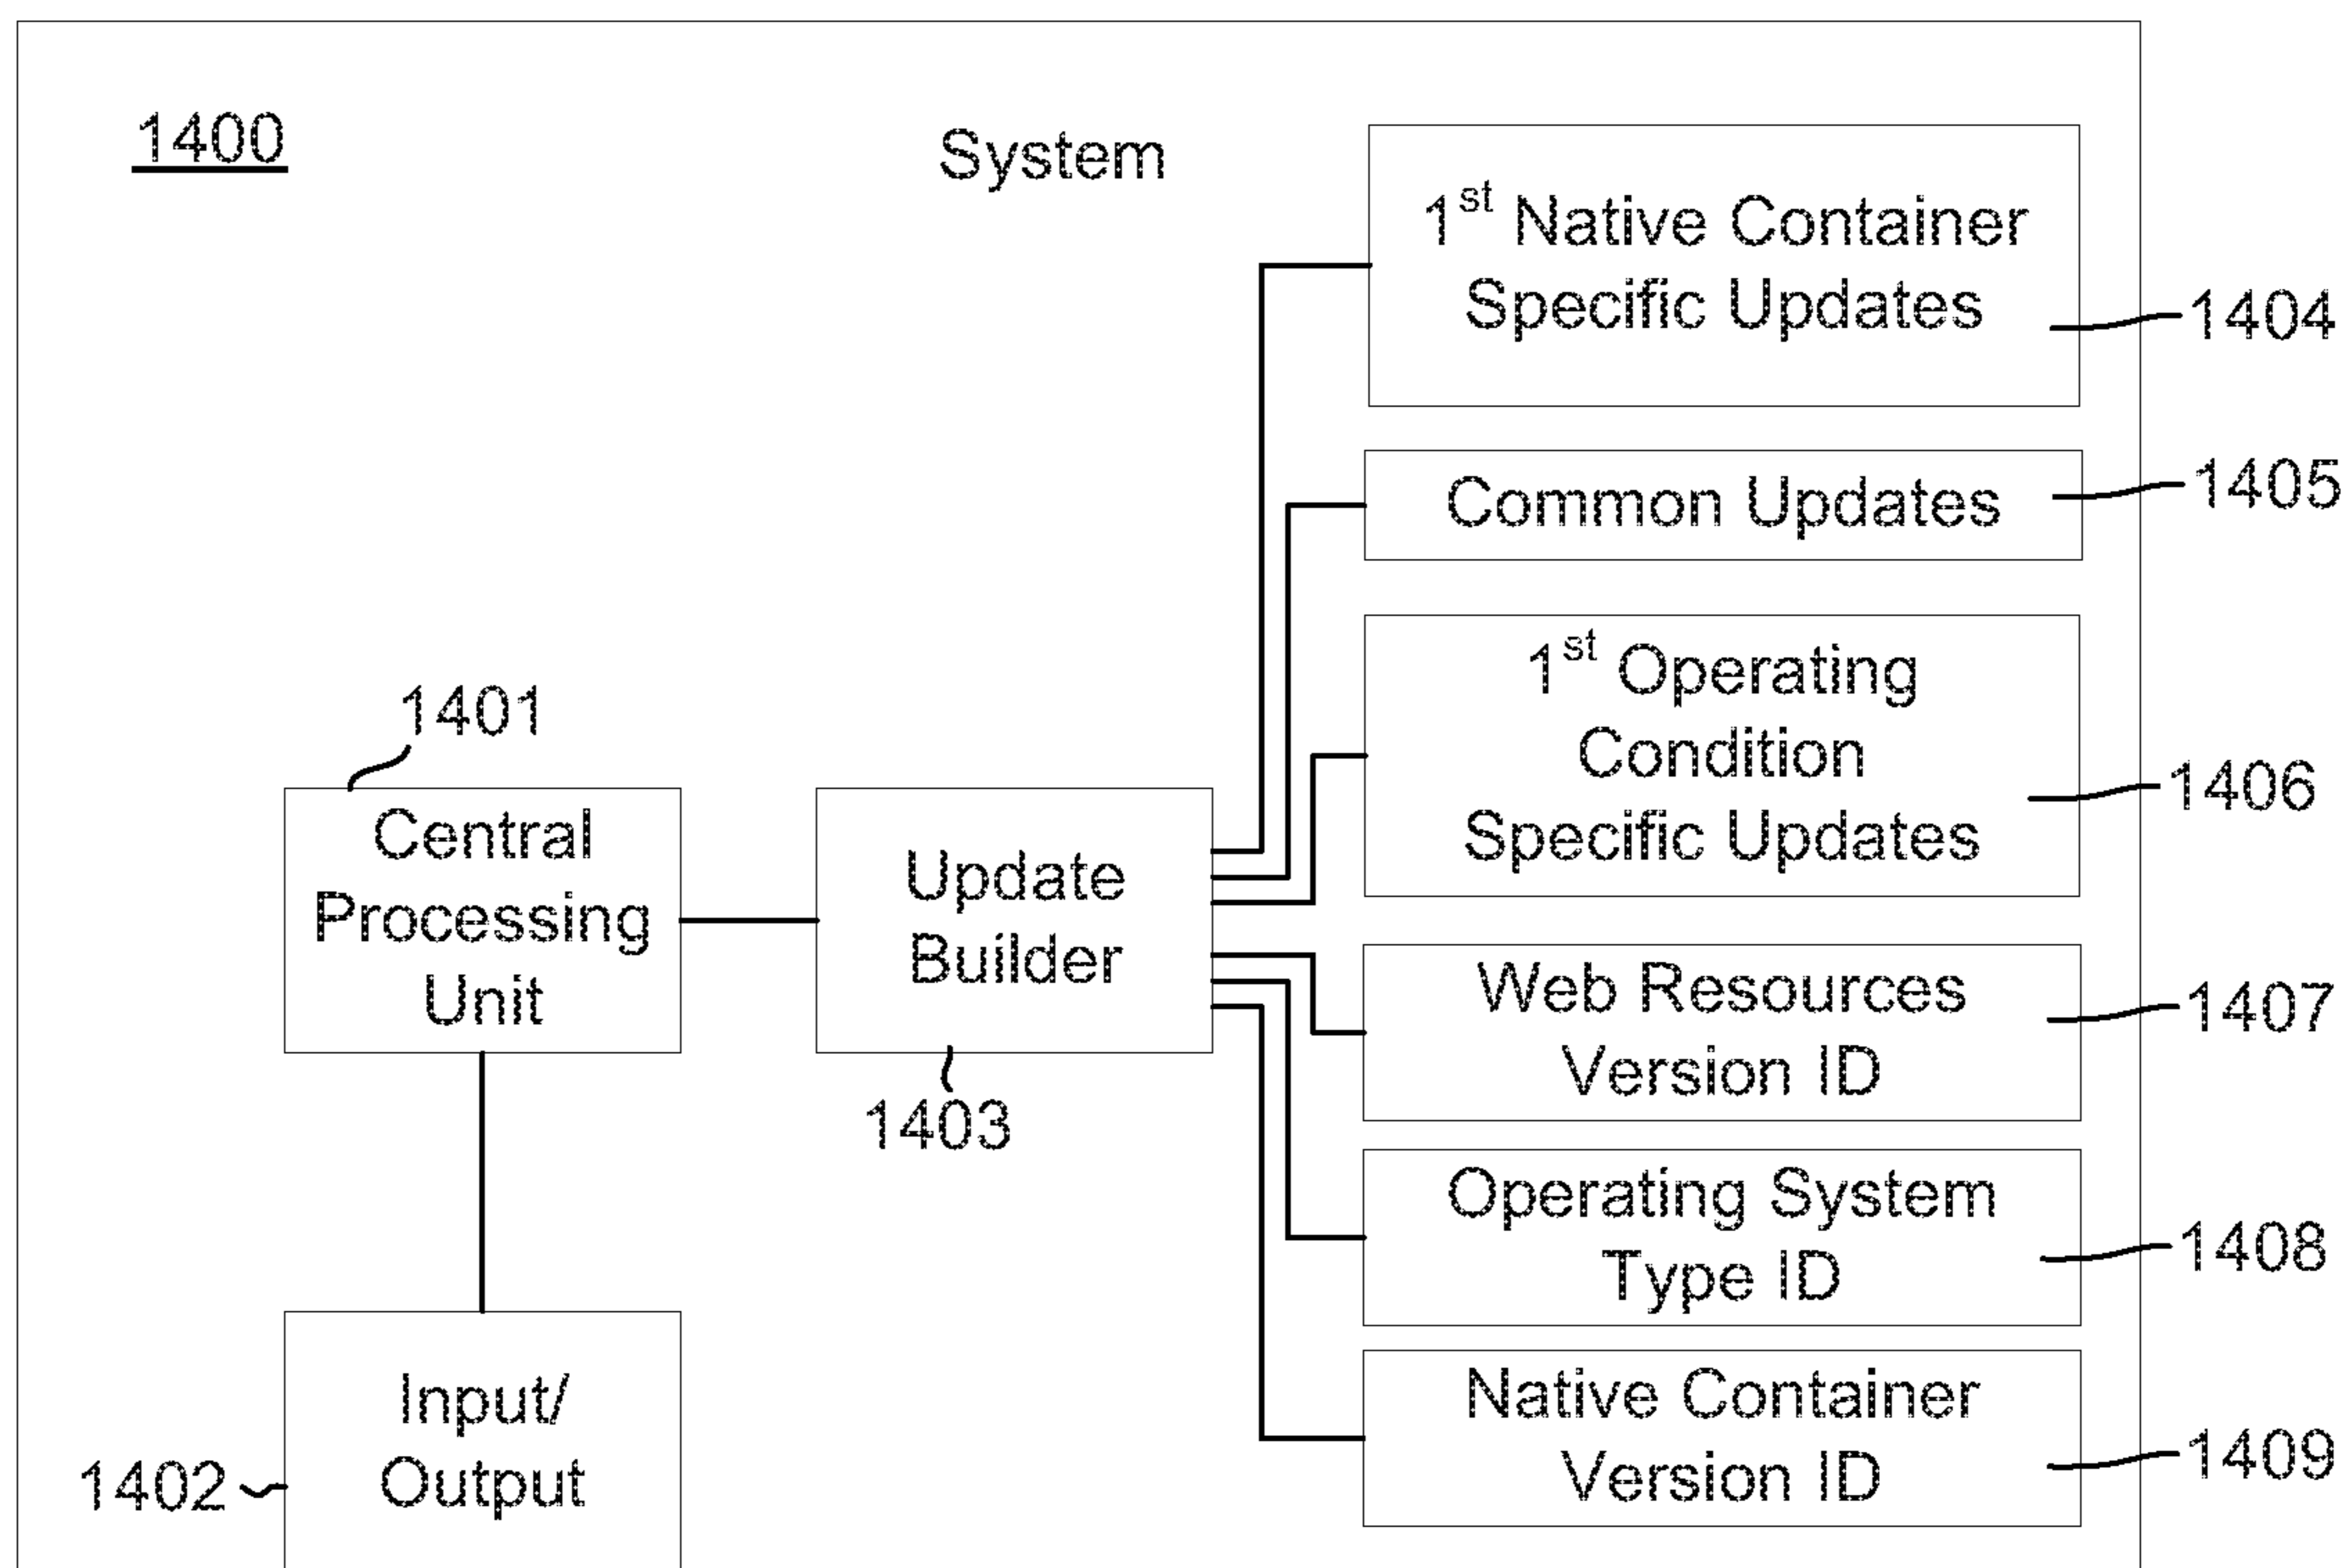 1400
System
1st Native Container
Specific Updates
1404
Common Updates
1405
1st Operating
Condition
Specific Updates
1406
1401
Central
Processing
Unit
Update
Builder
1403
Web Resources
Version ID
1407
Operating System
Type ID
1408
Input/
Output
1402
Native Container
Version ID
1409